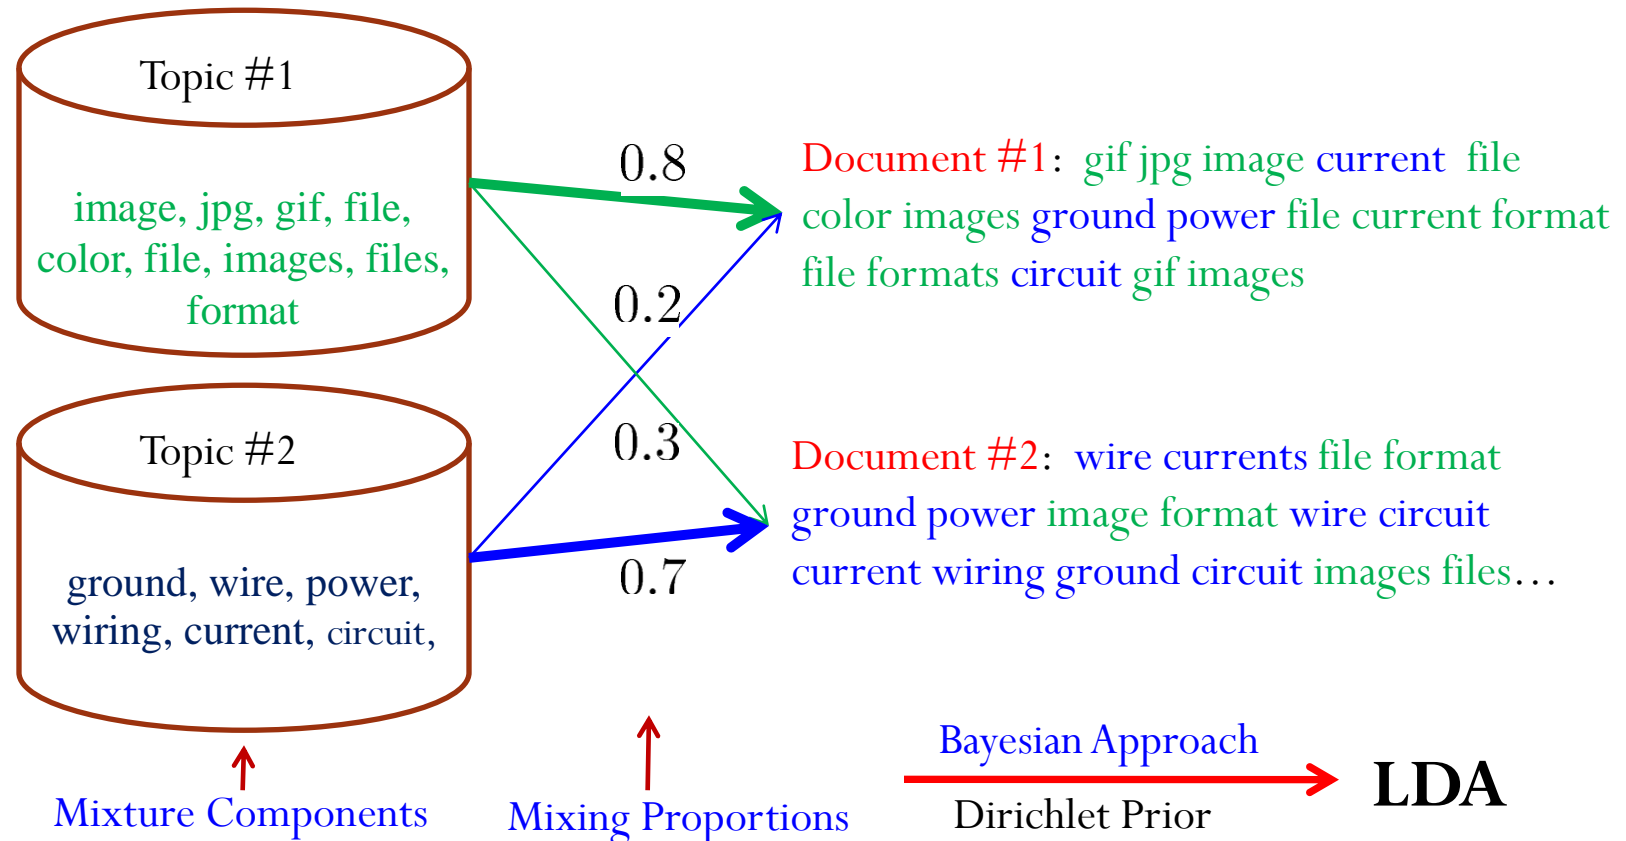 Topic #1
image, jpg, gif, file,
color, file, images, files,
format
0.8
0.2
0.3
0.7
Document #1: gif jpg image current file
color images ground power file current format
file formats circuit gif images
Topic #2
ground, wire, power,
wiring, current, circuit,
Document #2: wire currents file format
ground power image format wire circuit
current wiring ground circuit images files…
Mixture Components
Mixing Proportions
Bayesian Approach
Dirichlet Prior
LDA